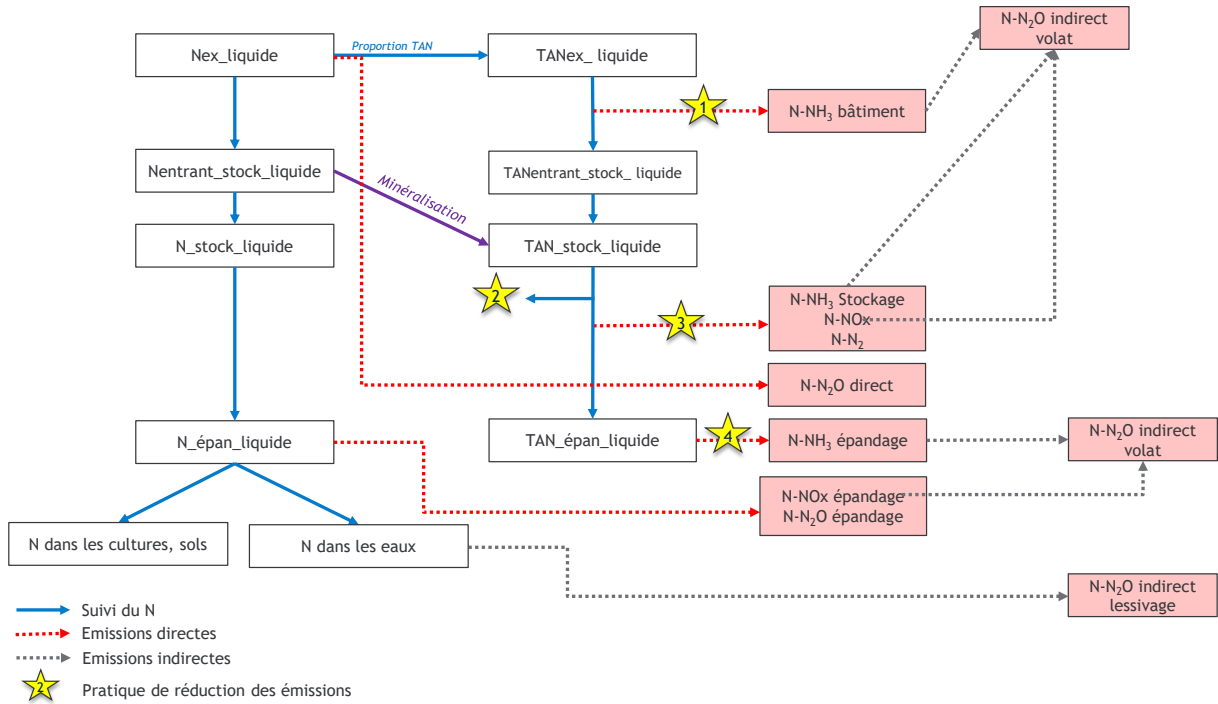 N-N₂O indirect
volat
Nex_liquide
Proportion TAN
TANex_ liquide
1
N-NH₃ bâtiment
Nentrant_stock_liquide
Minéralisation
TANentrant_stock_ liquide
N_stock_liquide
TAN_stock_liquide
2
3
N-NH₃ Stockage
N-NOx
N-N₂
N-N₂O direct
N_épan_liquide
TAN_épan_liquide
4
N-NH₃ épandage
N-N₂O indirect
volat
N-NOx épandage
N-N₂O épandage
N dans les cultures, sols
N dans les eaux
N-N₂O indirect
lessivage
Suivi du N
Emissions directes
Emissions indirectes
2
Pratique de réduction des émissions